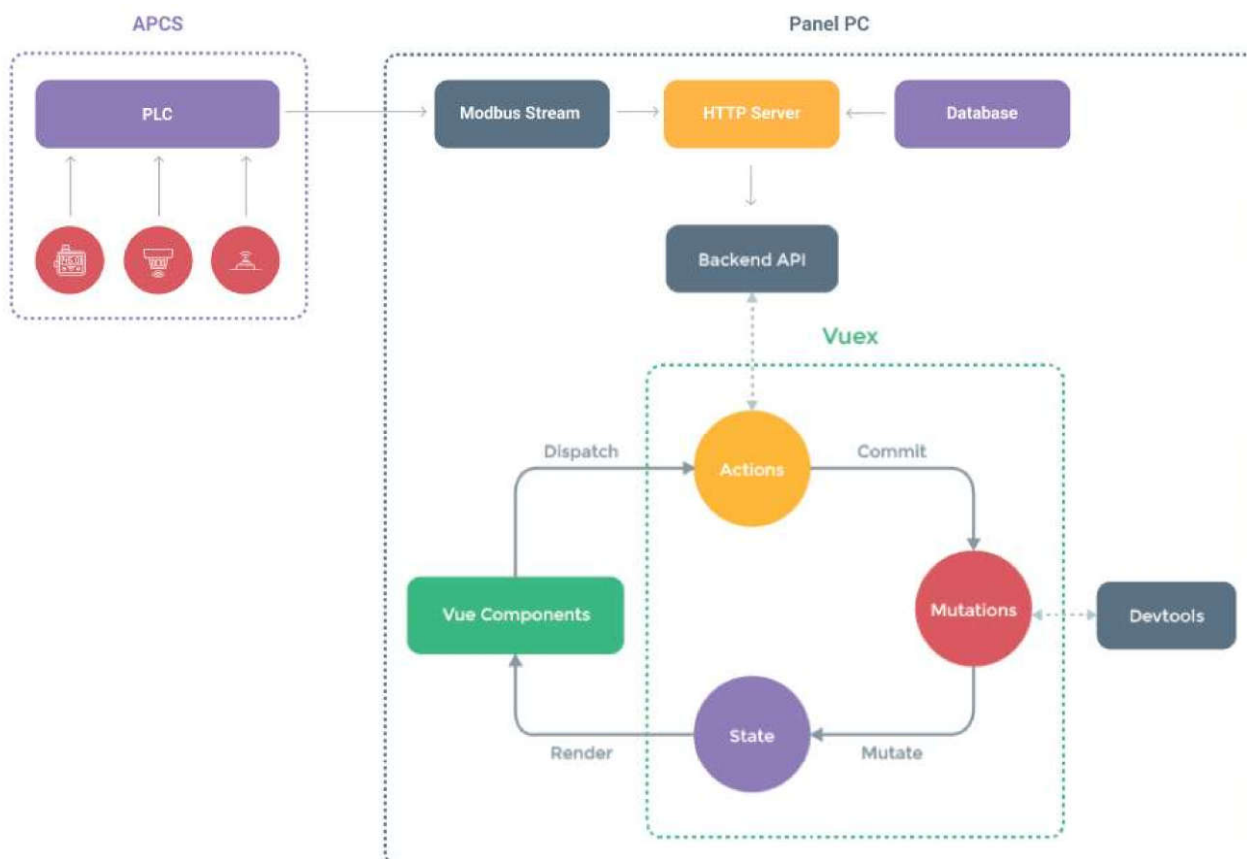 APCS
Panel PC
PLC
Modbus Stream
HTTP Server
Database
Backend API
Vuex
Dispatch
Actions
Commit
Vue Components
Mutations
Devtools
State
Render
Mutate